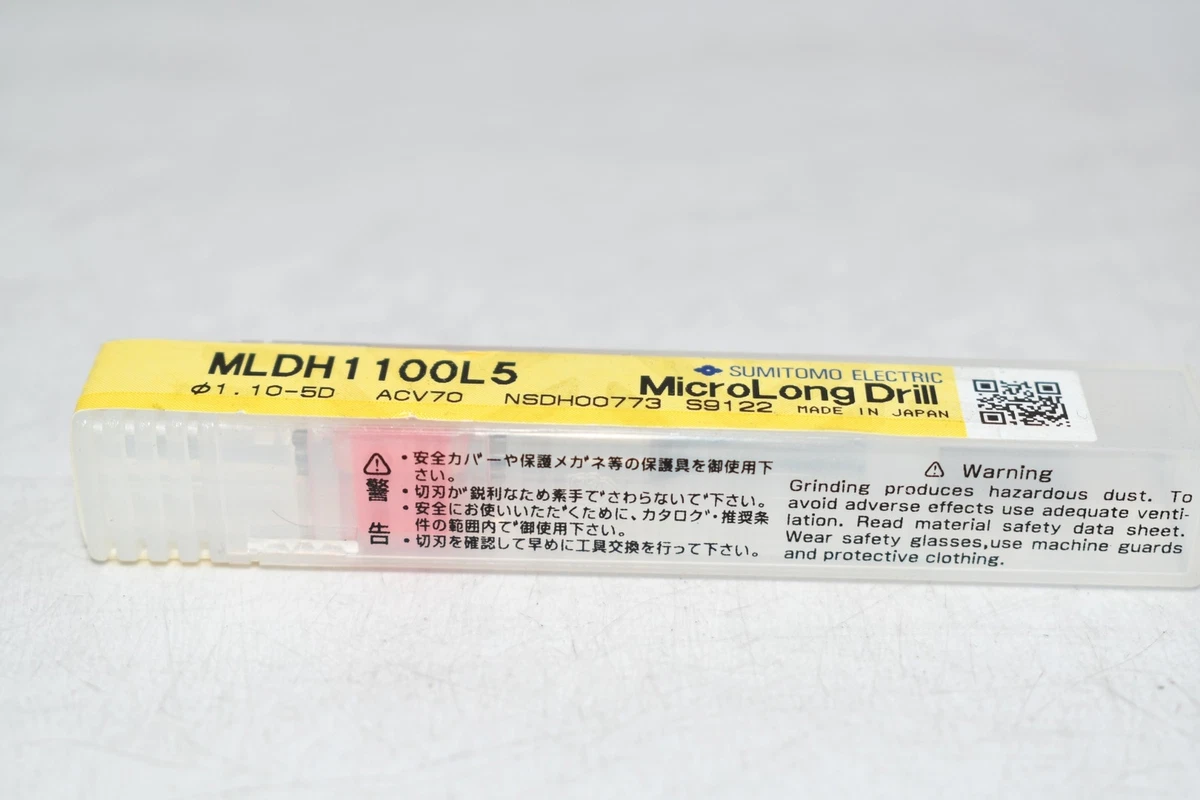 MLDH1100L5
φ1.10-5D ACV70 NSDH00773 S9122
SUMITOMO ELECTRIC
MicroLong Drill
MADE IN JAPAN
警告
・安全カバーや保護メガネ等の保護具を御使用下
さい。
・切刃が鋭利なため素手でさわらないで下さい。
・安全にお使いいただくために、カタログ・推奨条
件の範囲内で御使用下さい。
・切刃を確認して早めに工具交換を行って下さい。
Warning
Grinding produces hazardous dust. To
avoid adverse effects use adequate venti-
lation. Read material safety data sheet.
Wear safety glasses,use machine guards
and protective clothing.